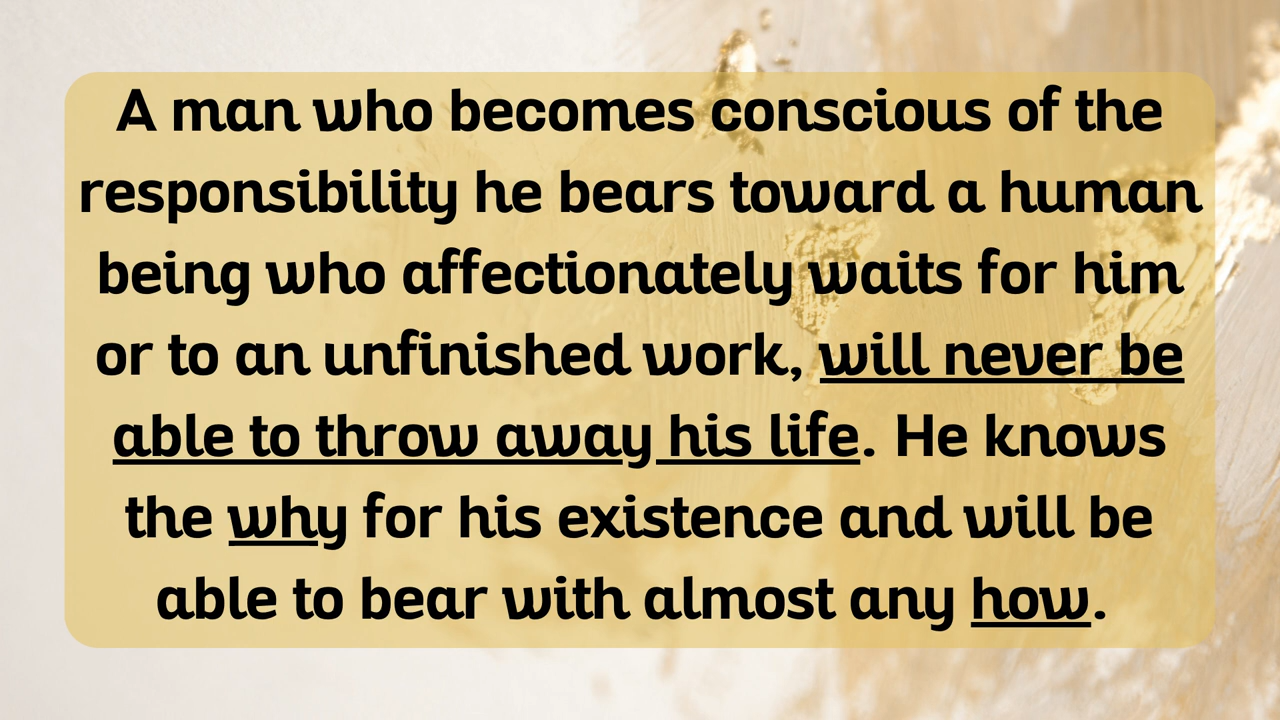 A man who becomes conscious of the
responsibility he bears toward a human
being who affectionately waits for him
or to an unfinished work, will never be
able to throw away his life. He knows
the why for his existence and will be
able to bear with almost any how.